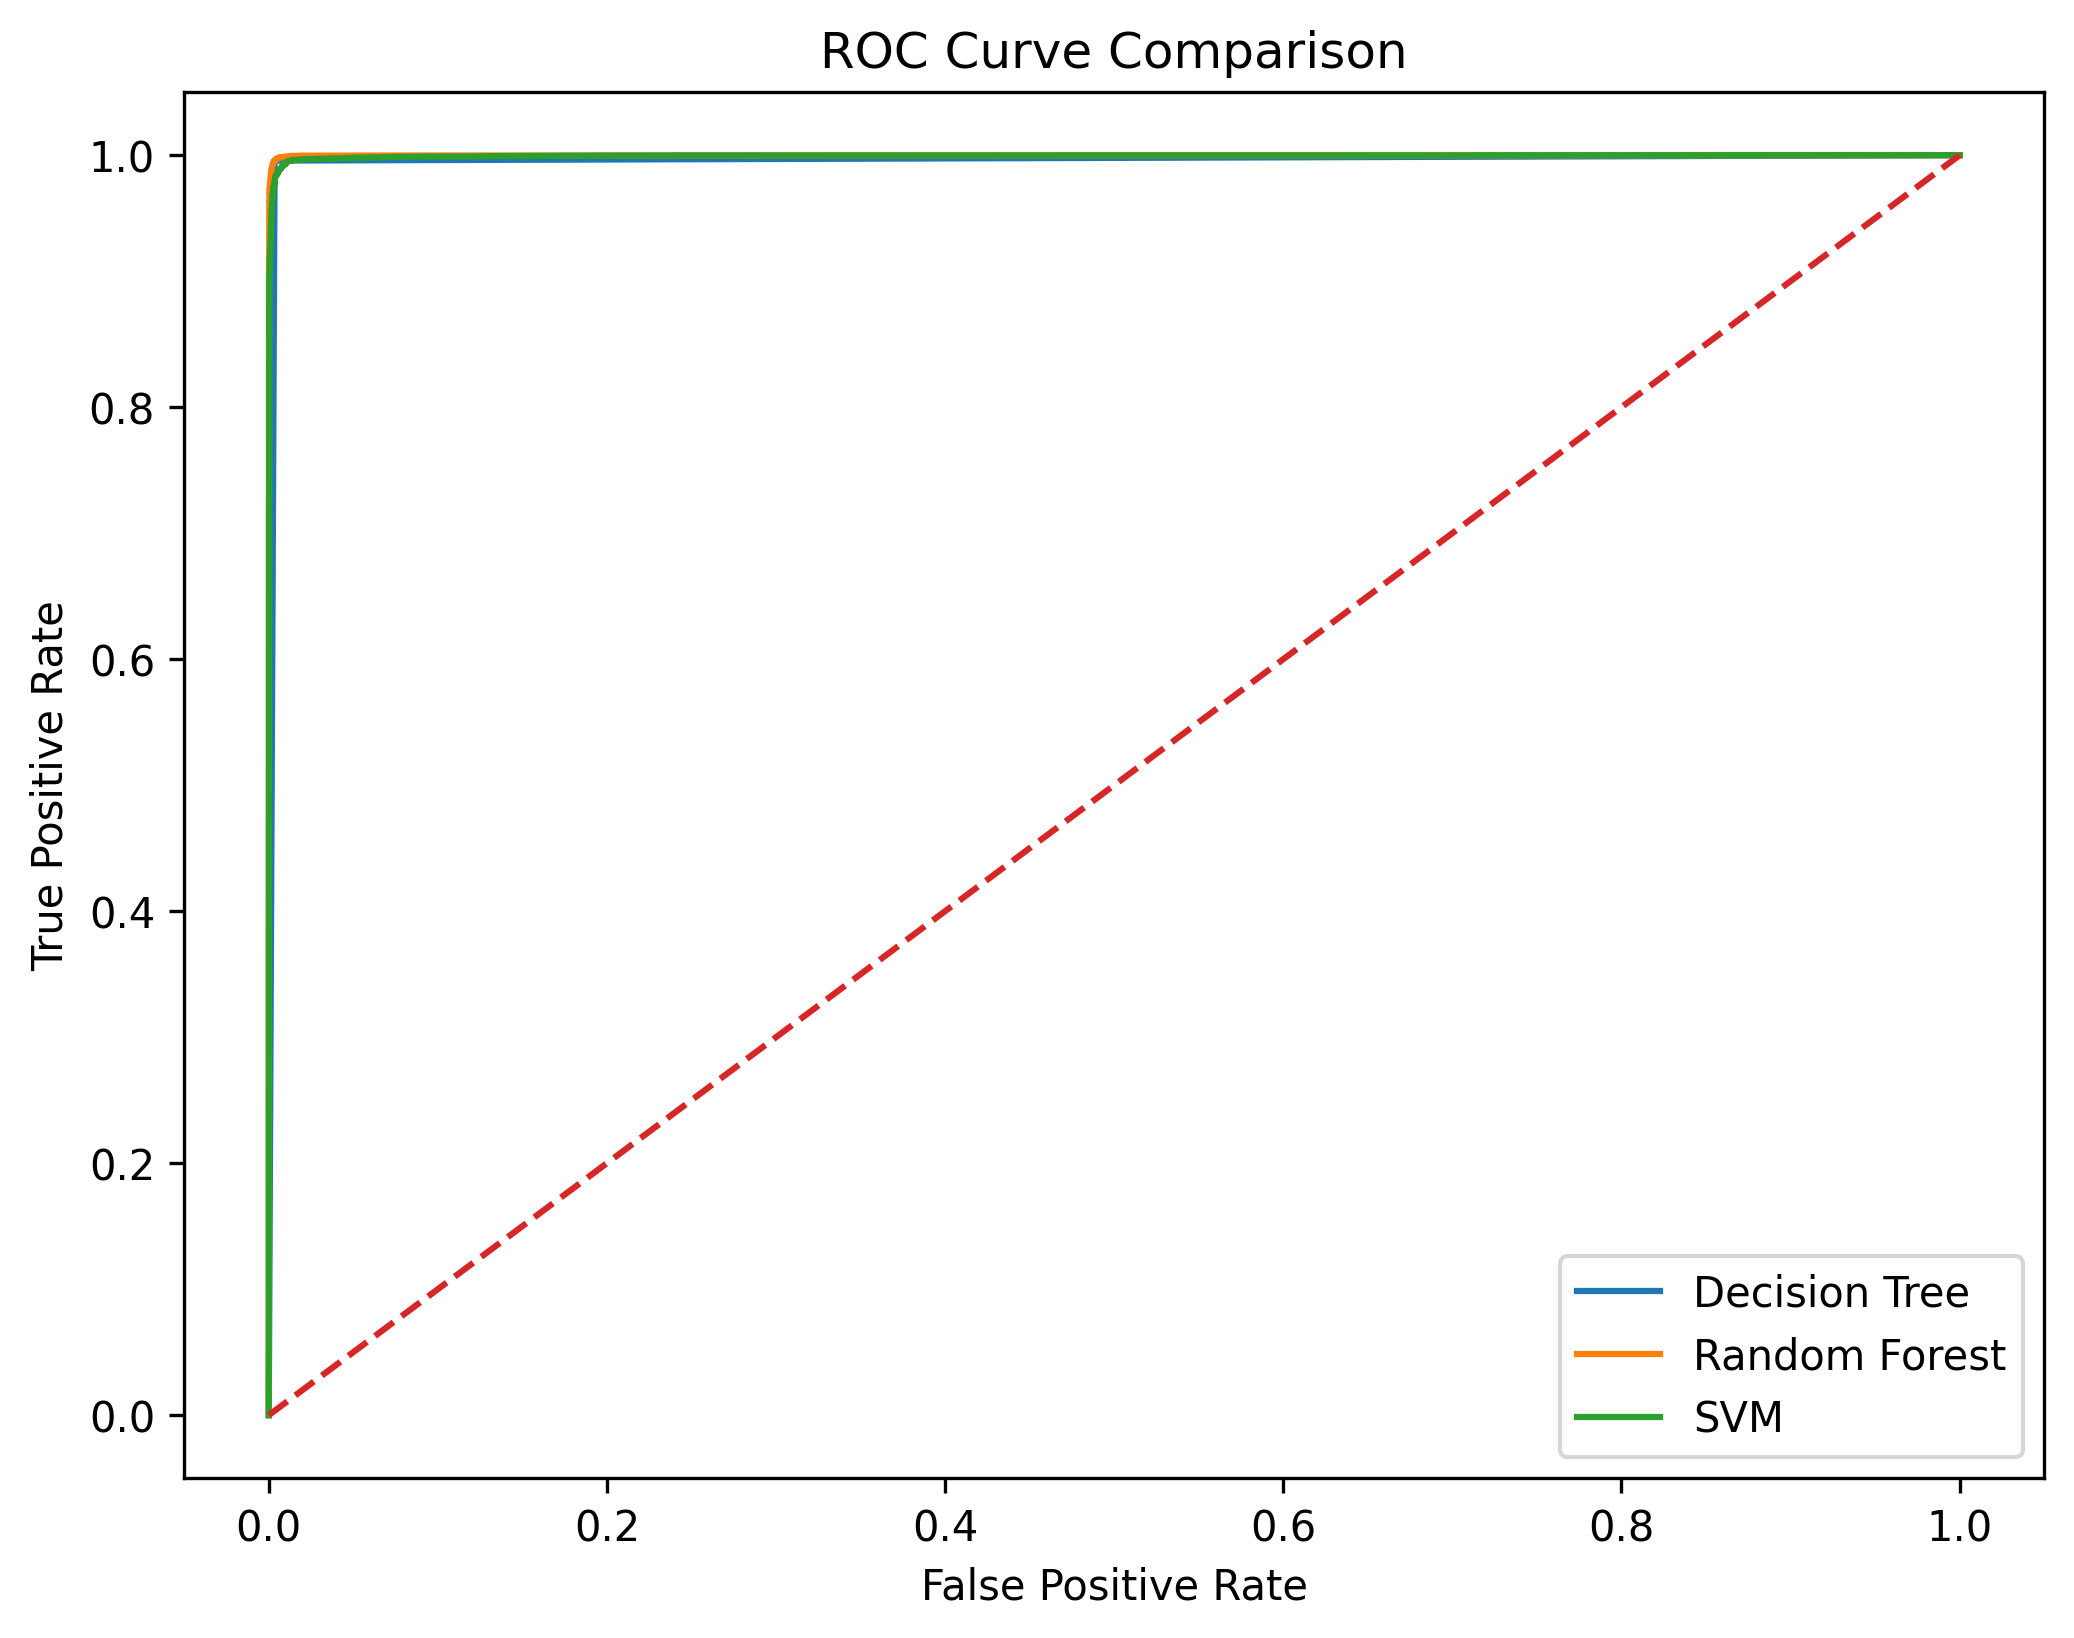 ROC Curve Comparison
1.0
0.8
0.6
0.4
0.2
0.0
True Positive Rate
0.0 0.2 0.4 0.6 0.8 1.0
False Positive Rate
Decision Tree
Random Forest
SVM